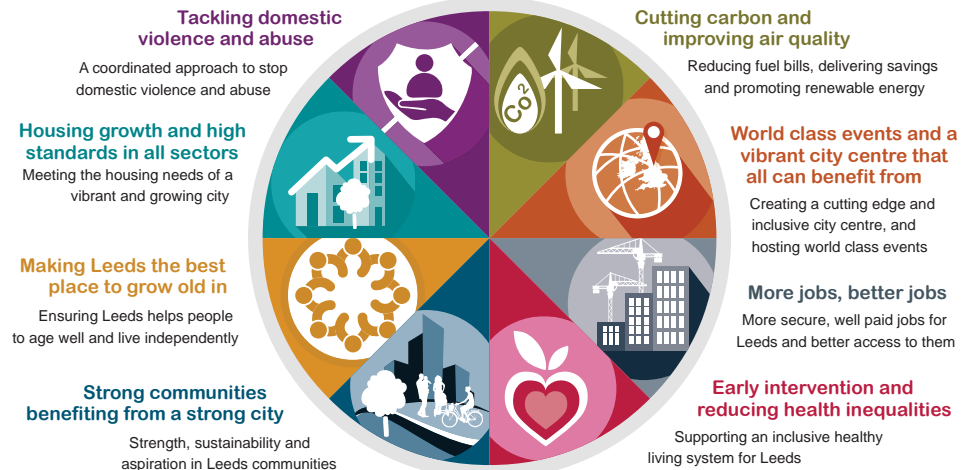 Tackling domestic
violence and abuse
A coordinated approach to stop
domestic violence and abuse
Housing growth and high
standards in all sectors
Meeting the housing needs of a
vibrant and growing city
Making Leeds the best
place to grow old in
Ensuring Leeds helps people
to age well and live independently
Strong communities
benefiting from a strong city
Strength, sustainability and
aspiration in Leeds communities
Co2
Cutting carbon and
improving air quality
Reducing fuel bills, delivering savings
and promoting renewable energy
World class events and a
vibrant city centre that
all can benefit from
Creating a cutting edge and
inclusive city centre, and
hosting world class events
More jobs, better jobs
More secure, well paid jobs for
Leeds and better access to them
Early intervention and
reducing health inequalities
Supporting an inclusive healthy
living system for Leeds